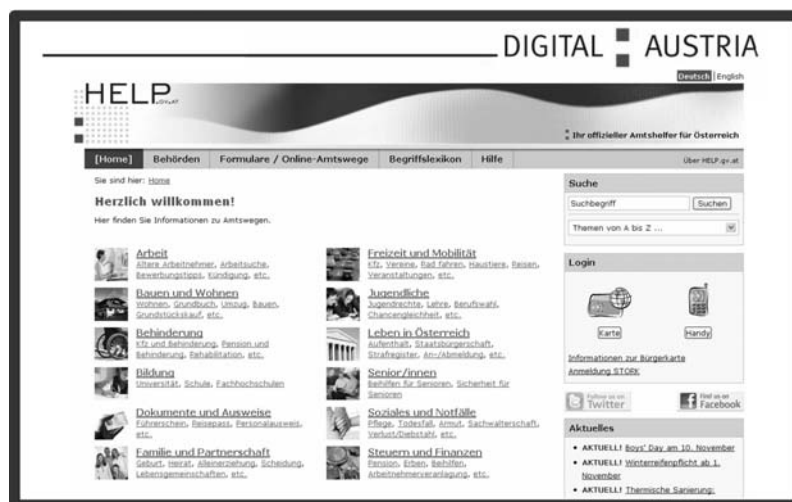 DIGITAL AUSTRIA
Deutsch | English
HELP.GV.AT
Ihr offizieller Amtshelfer für Österreich
[Home] Behörden Formulare / Online-Amtswege Begriffslexikon Hilfe Über HELP.gv.at
Sie sind hier: Home
Herzlich willkommen!
Hier finden Sie Informationen zu Amtswegen.
Arbeit
Ältere Arbeitnehmer, Arbeitsuche,
Bewerbungstipps, Kündigung, etc.
Bauen und Wohnen
Wohnen, Grundbuch, Umzug, Bauen,
Grundstückskauf, etc.
Behinderung
Kfz und Behinderung, Pension und
Behinderung, Rehabilitation, etc.
Bildung
Universität, Schule, Fachhochschulen
Dokumente und Ausweise
Führerschein, Reisepass, Personalausweis,
etc.
Familie und Partnerschaft
Geburt, Heirat, Alleinerziehung, Scheidung,
Lebensgemeinschaften, etc.
Freizeit und Mobilität
Kfz, Vereine, Rad fahren, Haustiere, Reisen,
Veranstaltungen, etc.
Jugendliche
Jugendrechte, Lehre, Berufswahl,
Chancengleichheit, etc.
Leben in Österreich
Aufenthalt, Staatsbürgerschaft,
Strafregister, An-/Abmeldung, etc.
Senior/innen
Beihilfen für Senioren, Sicherheit für
Senioren
Soziales und Notfälle
Pflege, Todesfall, Armut, Sachwalterschaft,
Verlust/Diebstahl, etc.
Steuern und Finanzen
Pension, Erben, Beihilfen,
Arbeitnehmerveranlagung, etc.
Suche
Suchbegriff Suchen
Themen von A bis Z ...
Login
Karte Handy
Informationen zur Bürgerkarte
Anmeldung STORK
Follow us on
Twitter
Find us on
Facebook
Aktuelles
• AKTUELL! Boys' Day am 10. November
• AKTUELL! Winterreifenpflicht ab 1.
November
• AKTUELL! Thermische Sanierung: